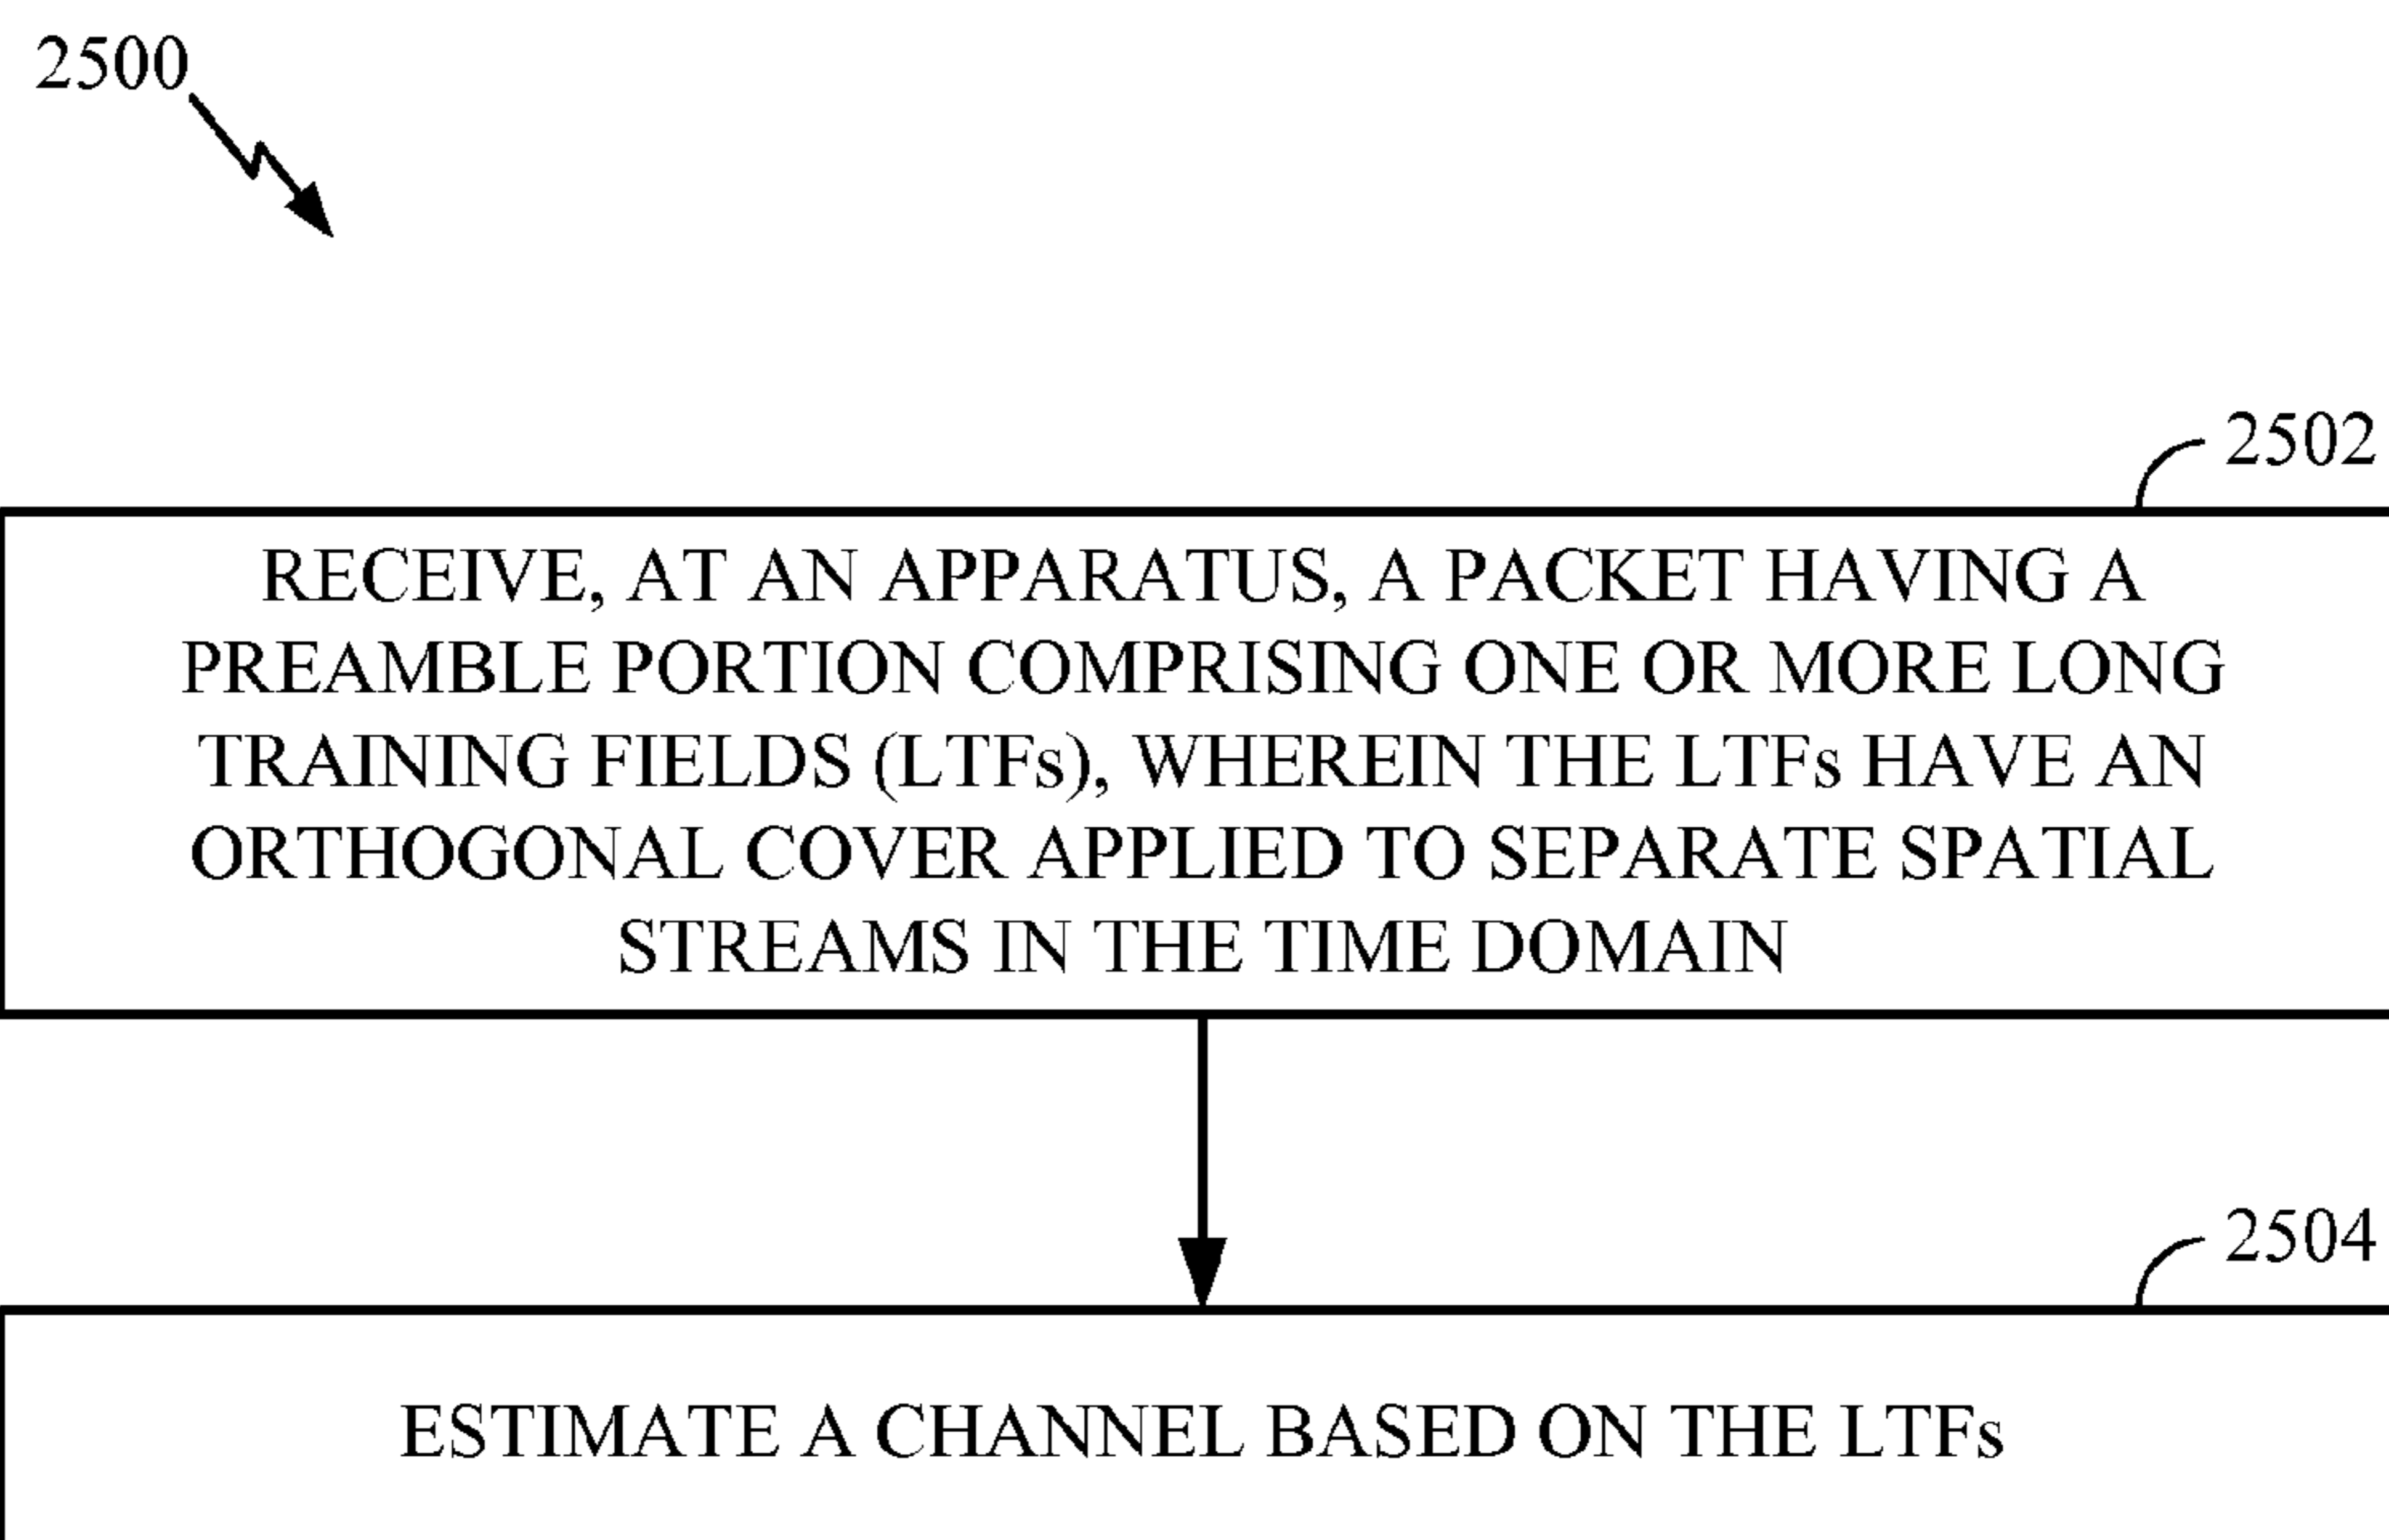 2500
2502
RECEIVE, AT AN APPARATUS, A PACKET HAVING A
PREAMBLE PORTION COMPRISING ONE OR MORE LONG
TRAINING FIELDS (LTFs), WHEREIN THE LTFs HAVE AN
ORTHOGONAL COVER APPLIED TO SEPARATE SPATIAL
STREAMS IN THE TIME DOMAIN
2504
ESTIMATE A CHANNEL BASED ON THE LTFs